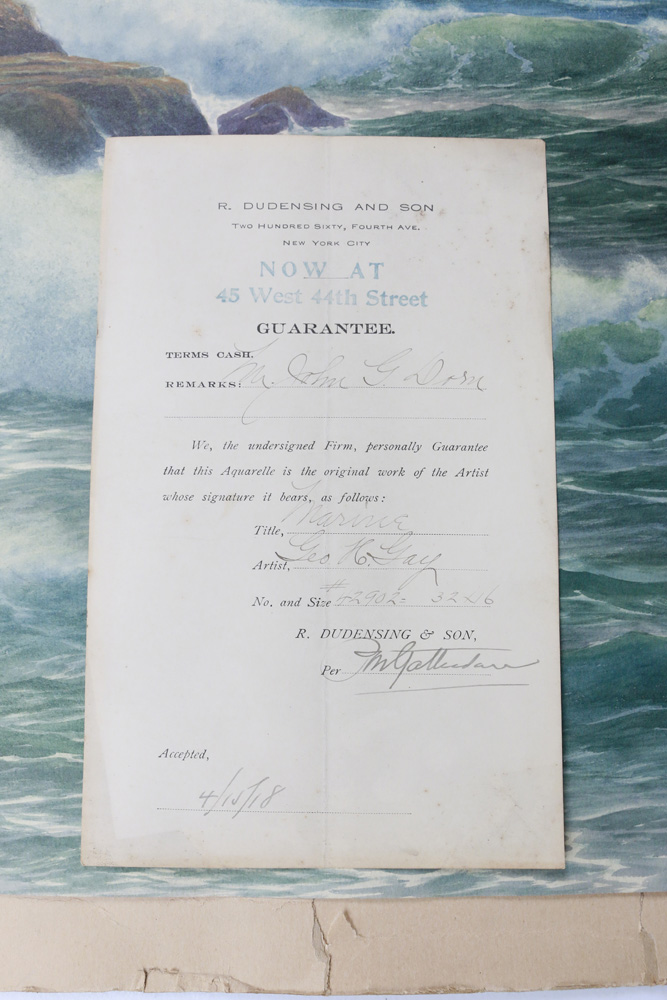 R. DUDENSING AND SON
TWO HUNDRED SIXTY, FOURTH AVE.
NEW YORK CITY
NOW AT
45 West 44th Street
GUARANTEE.
TERMS CASH.
REMARKS: Mr. John G. Dorn
We, the undersigned Firm, personally Guarantee
that this Aquarelle is the original work of the Artist
whose signature it bears, as follows:
Title, Marine
Artist, Geo H. Gay
No. and Size # 2902= 32x16
R. DUDENSING & SON,
Per
Accepted,
4/15/18